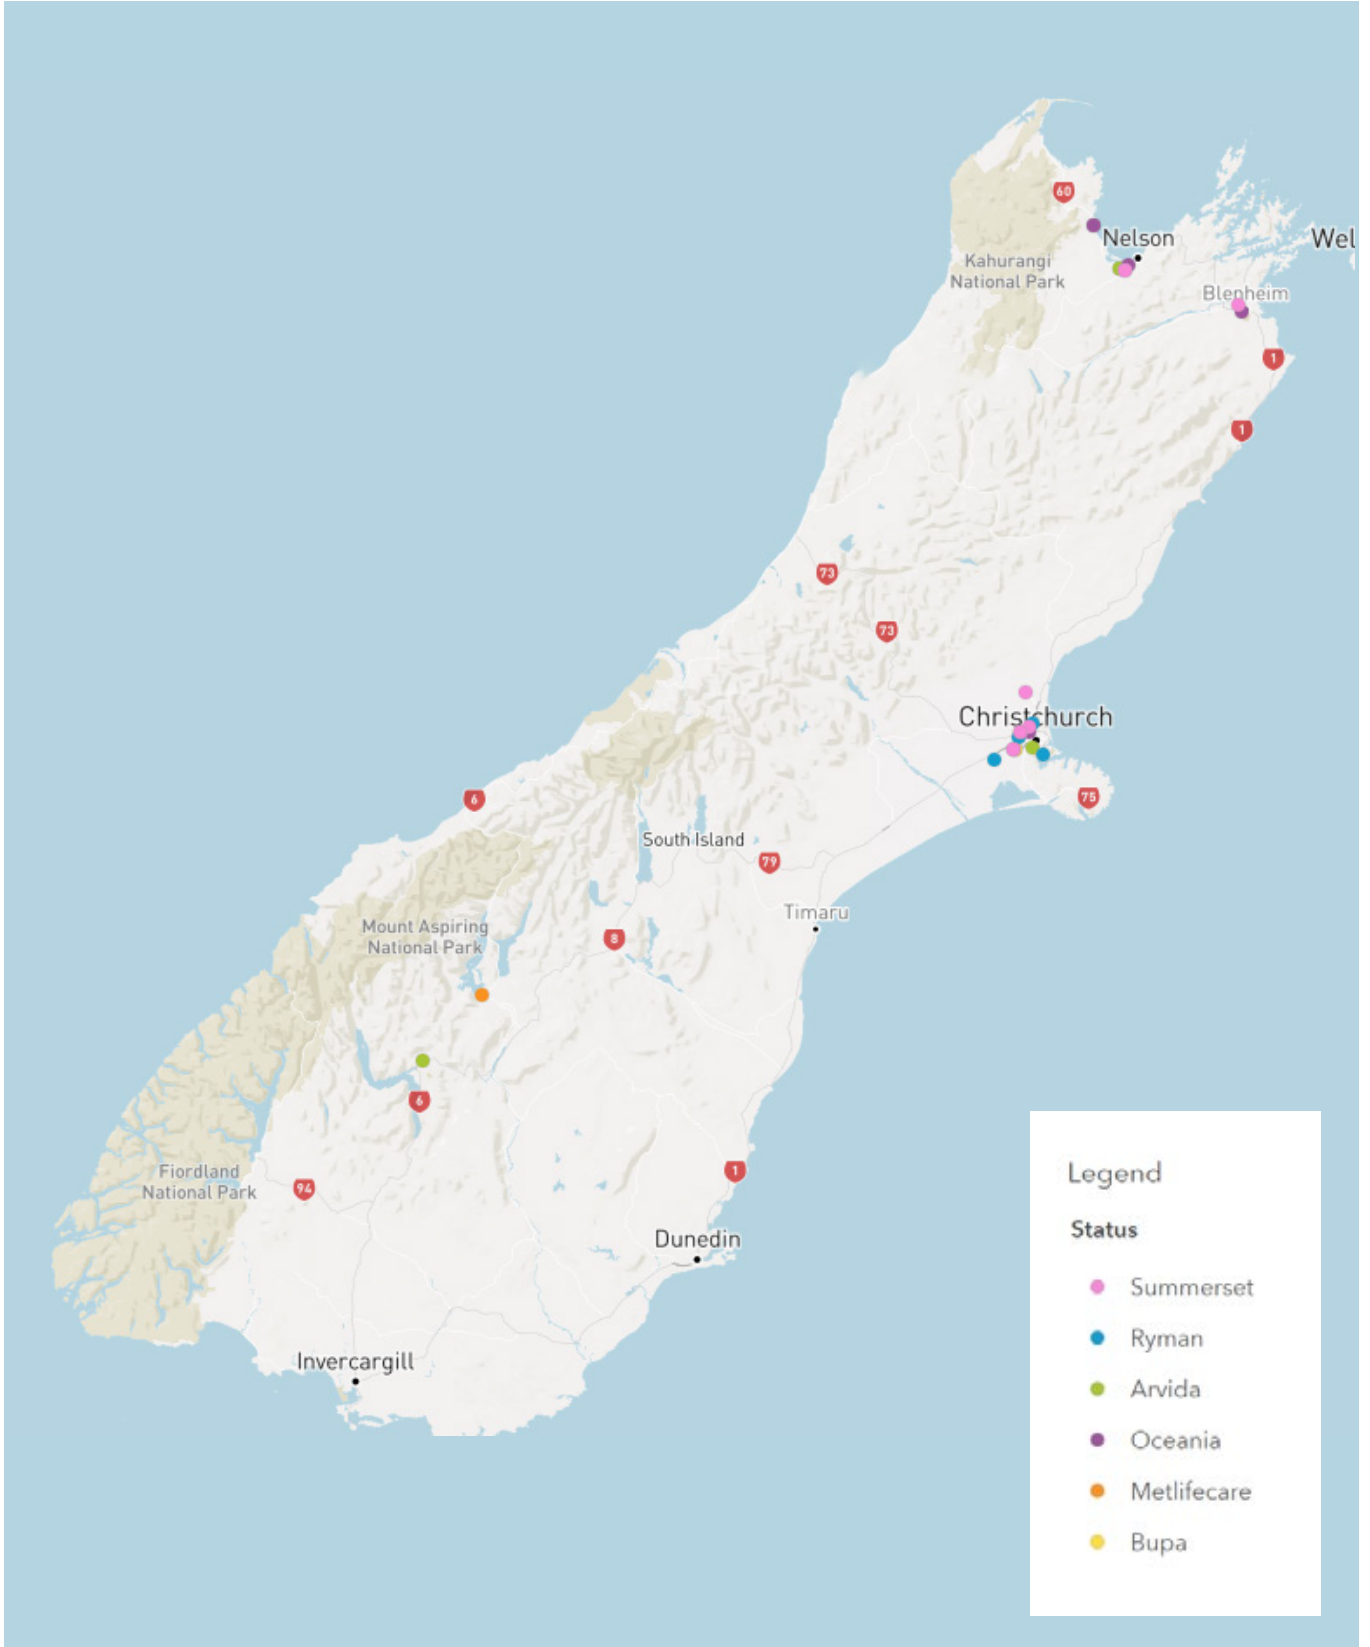 60
Nelson
Wel
Kahurangi
National Park
Blenheim
1
1
73
73
Christchurch
6
75
South Island
79
Timaru
Mount Aspiring
National Park
8
6
Fiordland
National Park
94
1
Dunedin
Invercargill
Legend
Status
Summerset
Ryman
Arvida
Oceania
Metlifecare
Bupa